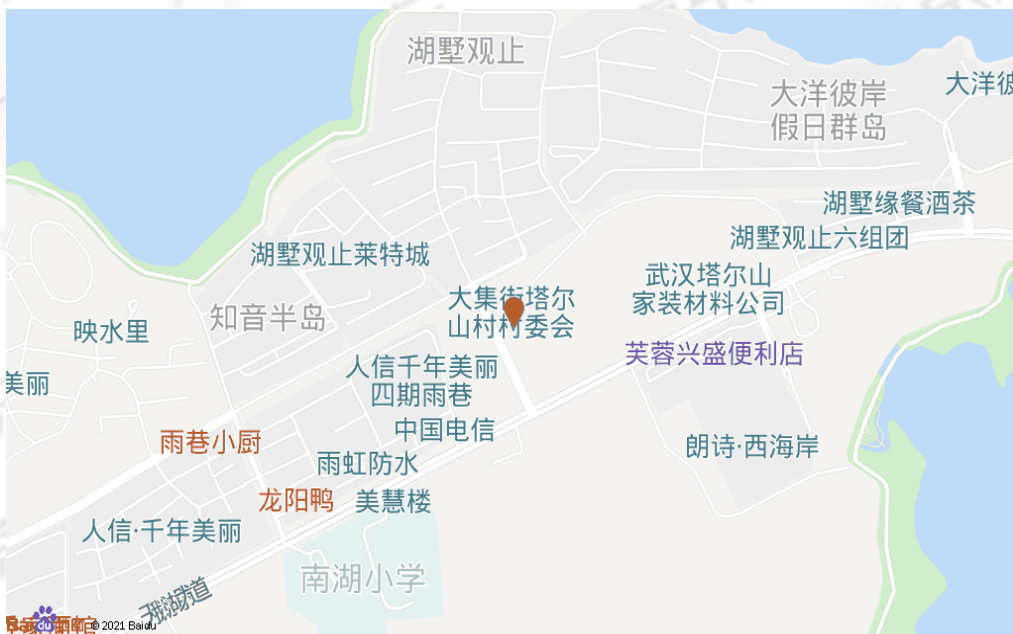 湖墅观止
大洋彼岸
假日群岛
大洋彼
湖墅缘餐酒茶
湖墅观止六组团
湖墅观止莱特城
武汉塔尔山
家装材料公司
大集街塔尔
山村村委会
知音半岛
映水里
芙蓉兴盛便利店
人信千年美丽
四期雨巷
美丽
中国电信
雨巷小厨
朗诗·西海岸
雨虹防水
龙阳鸭
美慧楼
人信·千年美丽
南湖小学
Bai du
© 2021 Baidu